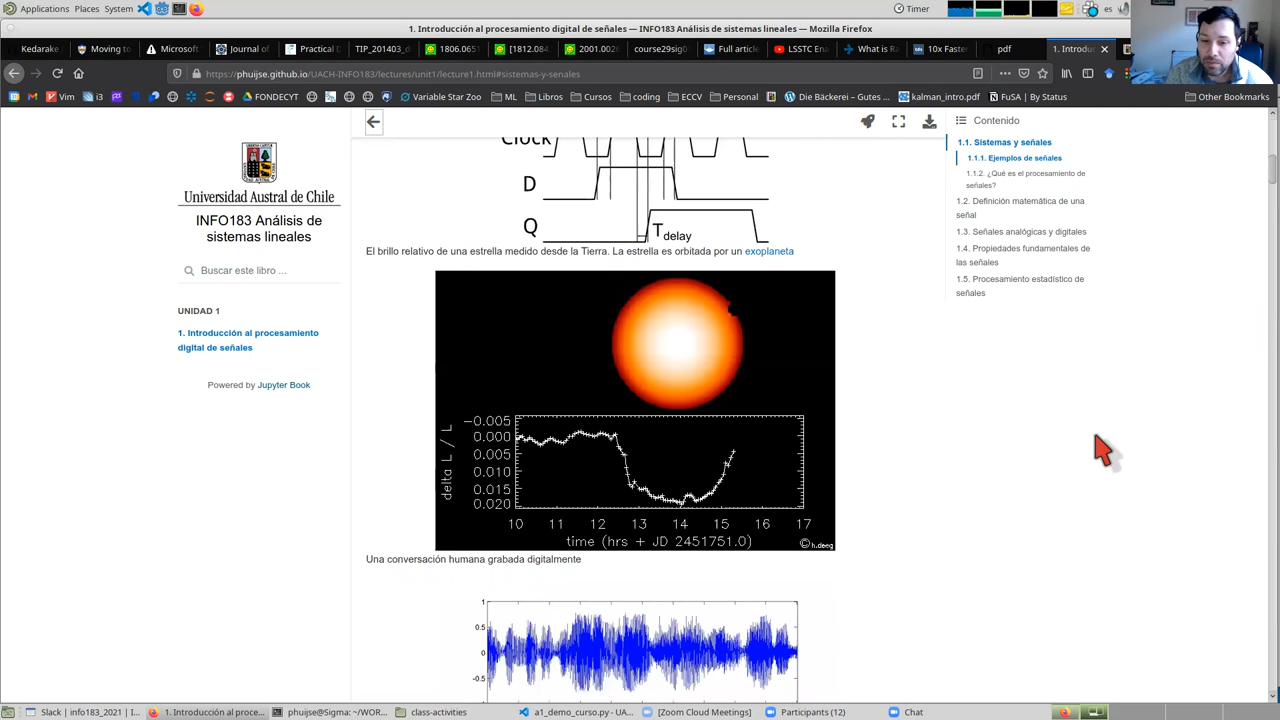 Applications Places System Timer es
1. Introducción al procesamiento digital de señales — INFO183 Análisis de sistemas lineales — Mozilla Firefox
Kedarake Moving to Microsoft Journal of Practical 1806.0651 [1812.084 2001.0026 course29sg Full article LSSTC Enab What is Ra 10x Faster pdf 1. Introduc
https://phuijse.github.io/UACH-INFO183/lectures/unit1/lecture1.html#sistemas-y-senales
Vim i3 FONDECYT Variable Star Zoo ML Libros Cursos coding ECCV Personal Die Bäckerei – Gutes ... kalman_intro.pdf FuSA | By Status Other Bookmarks
Universidad Austral de Chile
INFO183 Análisis de
sistemas lineales
Buscar este libro ...
UNIDAD 1
1. Introducción al procesamiento
digital de señales
Powered by Jupyter Book
Clock
D
Q
Tdelay
El brillo relativo de una estrella medido desde la Tierra. La estrella es orbitada por un exoplaneta
−0.005
0.000
0.005
0.010
0.015
0.020
delta L / L
10 11 12 13 14 15 16 17
time (hrs + JD 2451751.0)
©h.deeg
Una conversación humana grabada digitalmente
1
0.5
0
-0.5
Contenido
1.1. Sistemas y señales
1.1.1. Ejemplos de señales
1.1.2. ¿Qué es el procesamiento de
señales?
1.2. Definición matemática de una
señal
1.3. Señales analógicas y digitales
1.4. Propiedades fundamentales de
las señales
1.5. Procesamiento estadístico de
señales
Slack | info183_2021 | I... 1. Introducción al proce... phuijse@Sigma: ~/WOR... class-activities a1_demo_curso.py - UA... [Zoom Cloud Meetings] Participants (12) Chat